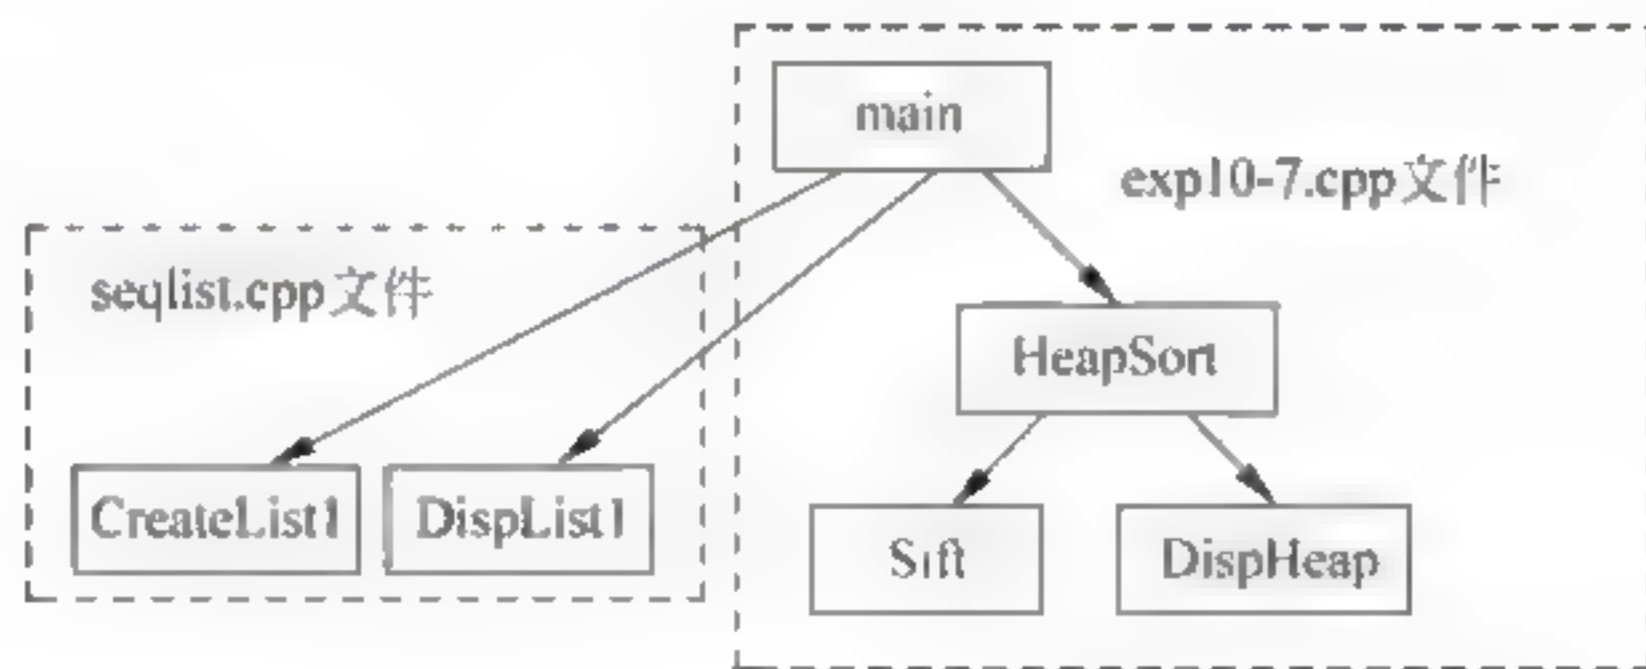 main
exp10-7.cpp文件
seqlist.cpp文件
HeapSort
CreateList1
DispList1
Sift
DispHeap